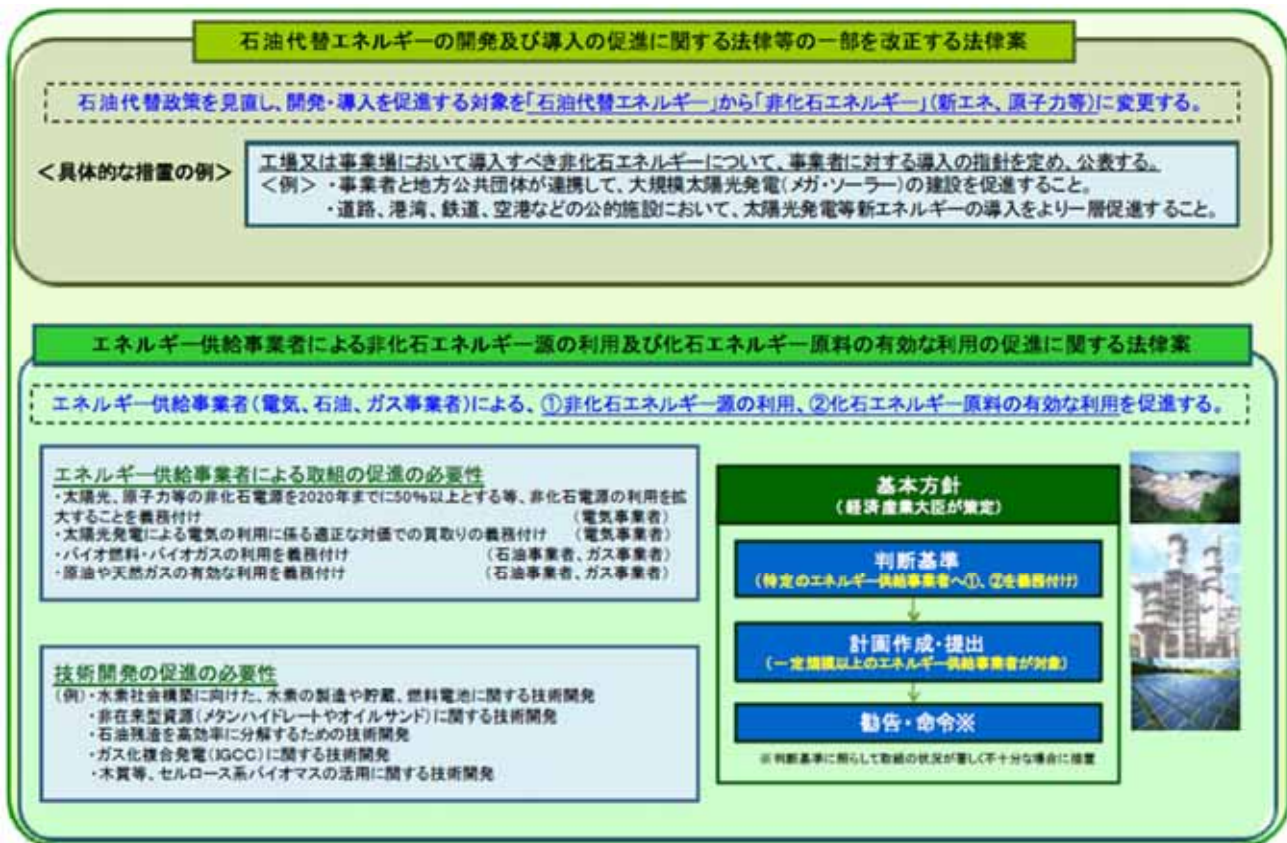 石油代替エネルギーの開発及び導入の促進に関する法律等の一部を改正する法律案
石油代替政策を見直し、開発・導入を促進する対象を「石油代替エネルギー」から「非化石エネルギー」(新エネ、原子力等)に変更する。
＜具体的な措置の例＞
工場又は事業場において導入すべき非化石エネルギーについて、事業者に対する導入の指針を定め、公表する。
＜例＞・事業者と地方公共団体が連携して、大規模太陽光発電(メガ・ソーラー)の建設を促進すること。
・道路、港湾、鉄道、空港などの公的施設において、太陽光発電等新エネルギーの導入をより一層促進すること。
エネルギー供給事業者による非化石エネルギー源の利用及び化石エネルギー原料の有効な利用の促進に関する法律案
エネルギー供給事業者(電気、石油、ガス事業者)による、①非化石エネルギー源の利用、②化石エネルギー原料の有効な利用を促進する。
エネルギー供給事業者による取組の促進の必要性
・太陽光、原子力等の非化石電源を2020年までに50%以上とする等、非化石電源の利用を拡
大することを義務付け (電気事業者)
・太陽光発電による電気の利用に係る適正な対価での買取りの義務付け (電気事業者)
・バイオ燃料・バイオガスの利用を義務付け (石油事業者、ガス事業者)
・原油や天然ガスの有効な利用を義務付け (石油事業者、ガス事業者)
技術開発の促進の必要性
(例)・水素社会構築に向けた、水素の製造や貯蔵、燃料電池に関する技術開発
・非在来型資源(メタンハイドレートやオイルサンド)に関する技術開発
・石油残渣を高効率に分解するための技術開発
・ガス化複合発電(IGCC)に関する技術開発
・木質等、セルロース系バイオマスの活用に関する技術開発
基本方針
(経済産業大臣が策定)
判断基準
(特定のエネルギー供給事業者へ①、②を義務付け)
計画作成・提出
(一定規模以上のエネルギー供給事業者が対象)
勧告・命令※
※判断基準に照らして取組の状況が著しく不十分な場合に措置